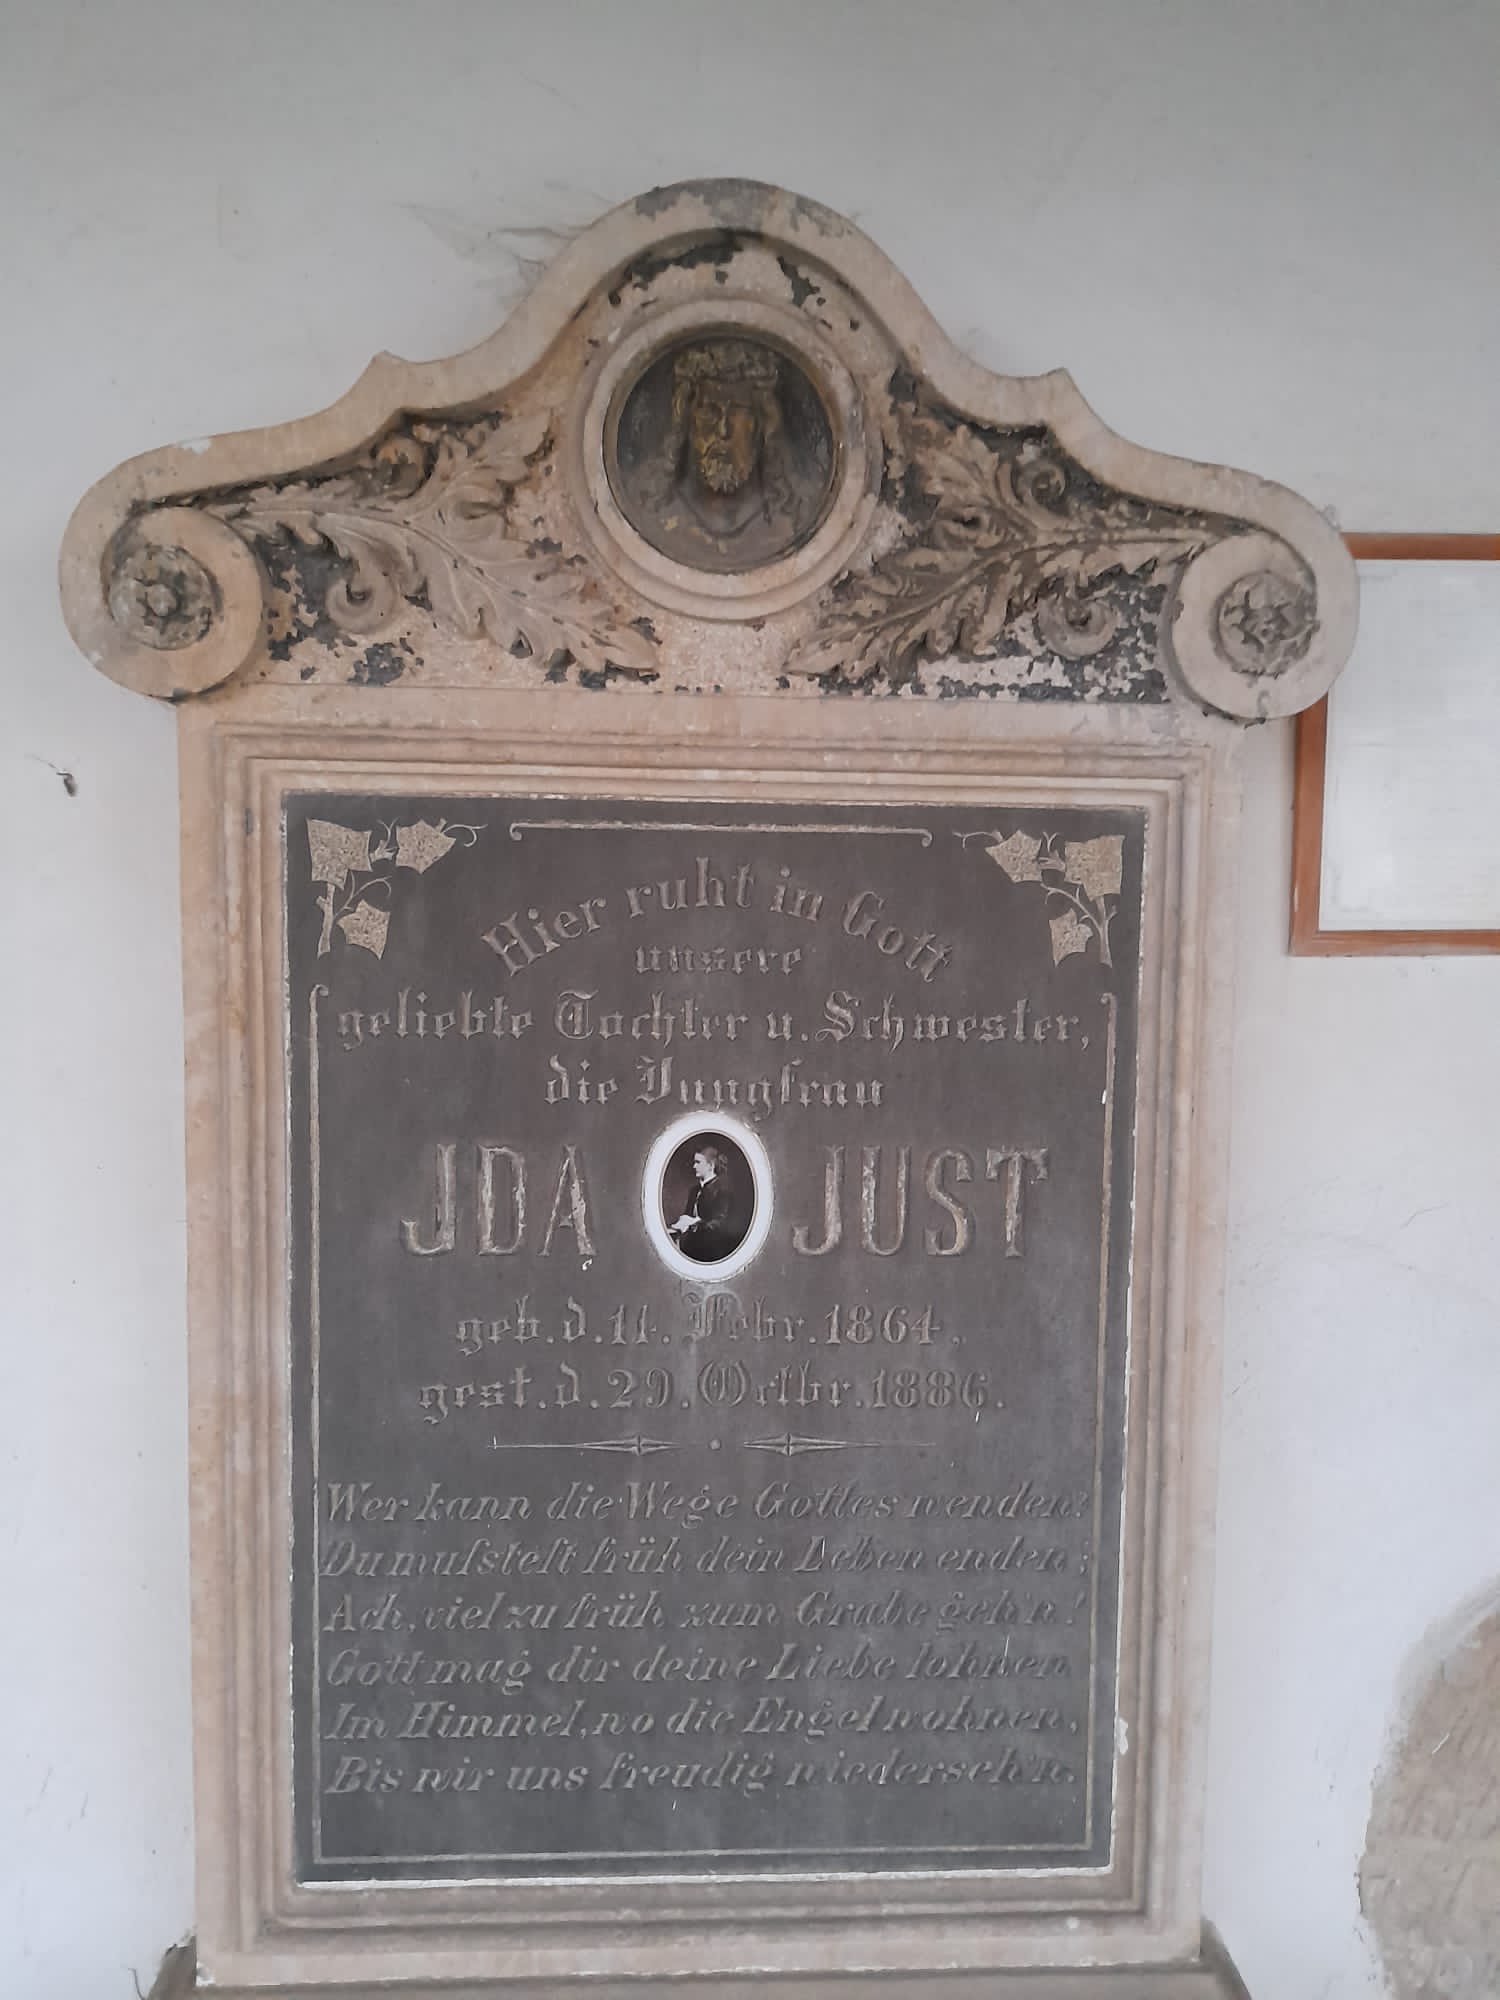 Hier ruht in Gott
unsere
geliebte Tochter u. Schwester,
die Jungfrau
JDA JUST
geb. d. 11. Febr. 1864.
gest. d. 29. Octbr. 1886.
Wer kann die Wege Gottes wenden?
Du muſsteſt früh dein Leben enden;
Ach, viel zu früh zum Grabe geh'n!
Gott mag dir deine Liebe lohnen
Im Himmel, wo die Engel wohnen,
Bis wir uns freudig wiederseh'n.